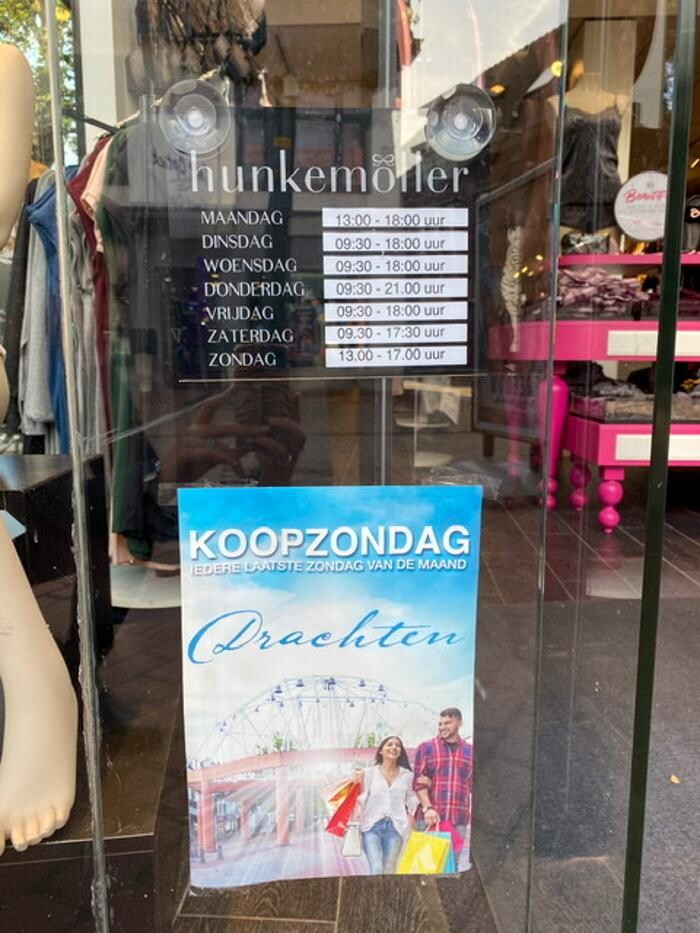 hunkemöller
MAANDAG 13:00 - 18:00 uur
DINSDAG 09:30 - 18:00 uur
WOENSDAG 09:30 - 18:00 uur
DONDERDAG 09:30 - 21.00 uur
VRIJDAG 09:30 - 18:00 uur
ZATERDAG 09.30 - 17:30 uur
ZONDAG 13.00 - 17.00 uur
KOOPZONDAG
IEDERE LAATSTE ZONDAG VAN DE MAAND
Drachten